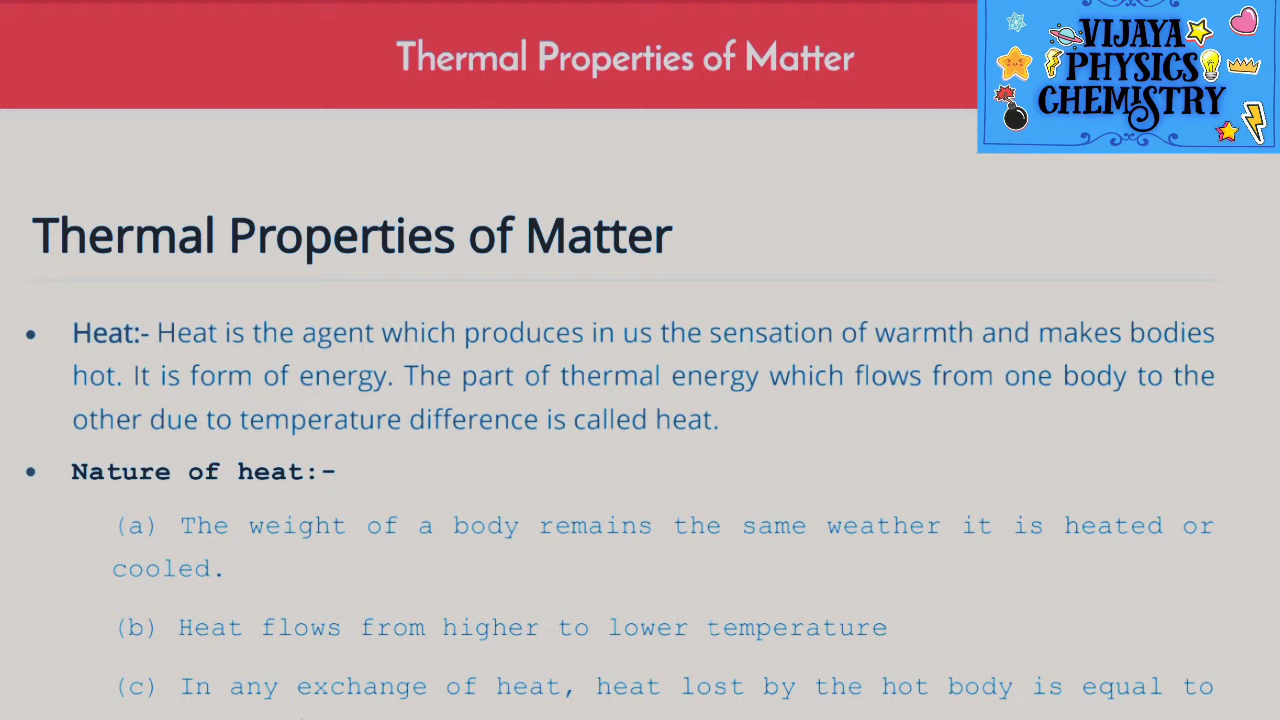 Thermal Properties of Matter
VIJAYA
PHYSICS
CHEMISTRY
Thermal Properties of Matter
• Heat:- Heat is the agent which produces in us the sensation of warmth and makes bodies
hot. It is form of energy. The part of thermal energy which flows from one body to the
other due to temperature difference is called heat.
• Nature of heat:-
(a) The weight of a body remains the same weather it is heated or
cooled.
(b) Heat flows from higher to lower temperature
(c) In any exchange of heat, heat lost by the hot body is equal to